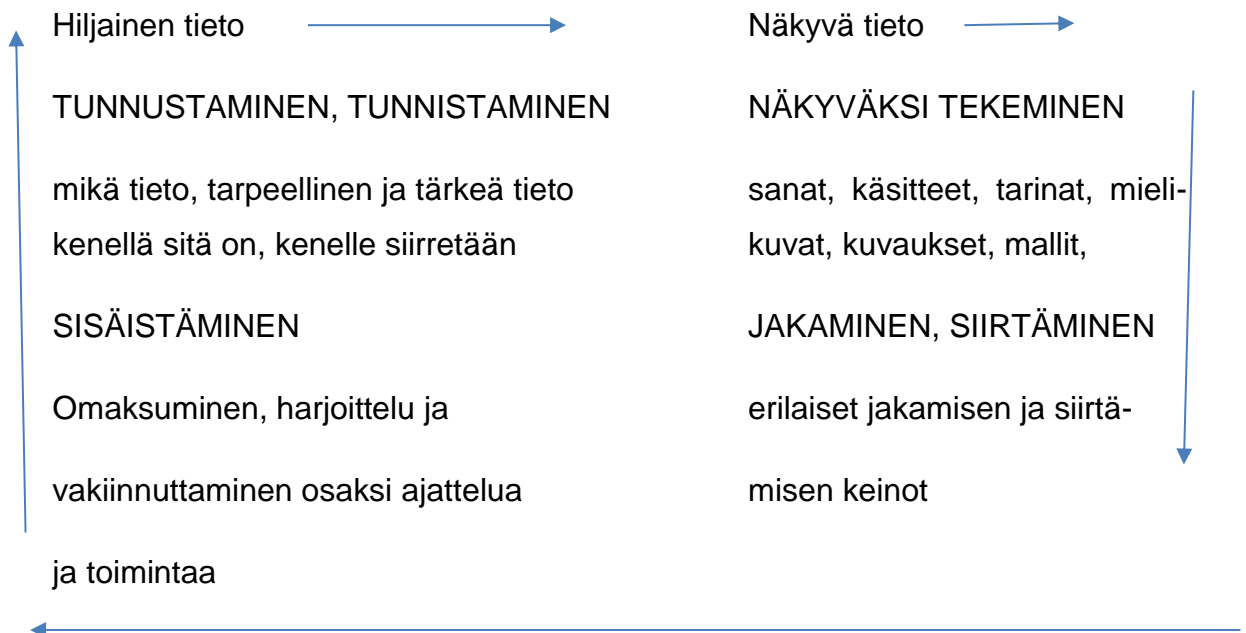 Hiljainen tieto
TUNNUSTAMINEN, TUNNISTAMINEN
mikä tieto, tarpeellinen ja tärkeä tieto
kenellä sitä on, kenelle siirretään
SISÄISTÄMINEN
Omaksuminen, harjoittelu ja
vakiinnuttaminen osaksi ajattelua
ja toimintaa
Näkyvä tieto
NÄKYVÄKSI TEKEMINEN
sanat, käsitteet, tarinat, mieli-
kuvat, kuvaukset, mallit,
JAKAMINEN, SIIRTÄMINEN
erilaiset jakamisen ja siirtä-
misen keinot